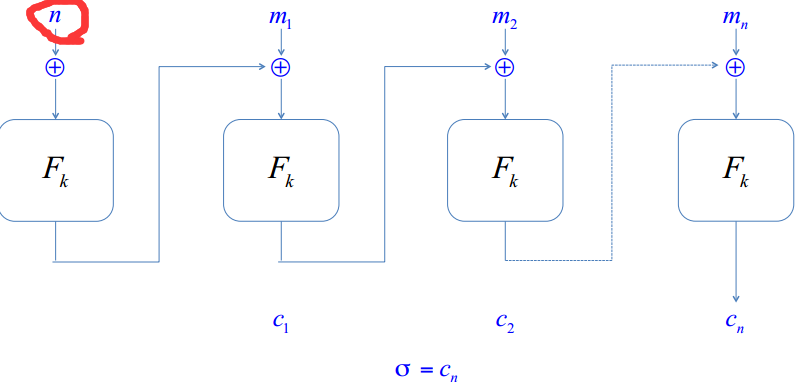 n m₁ m₂ mₙ
⊕ ⊕ ⊕ ⊕
Fₖ Fₖ Fₖ Fₖ
c₁ c₂ cₙ
σ = cₙ